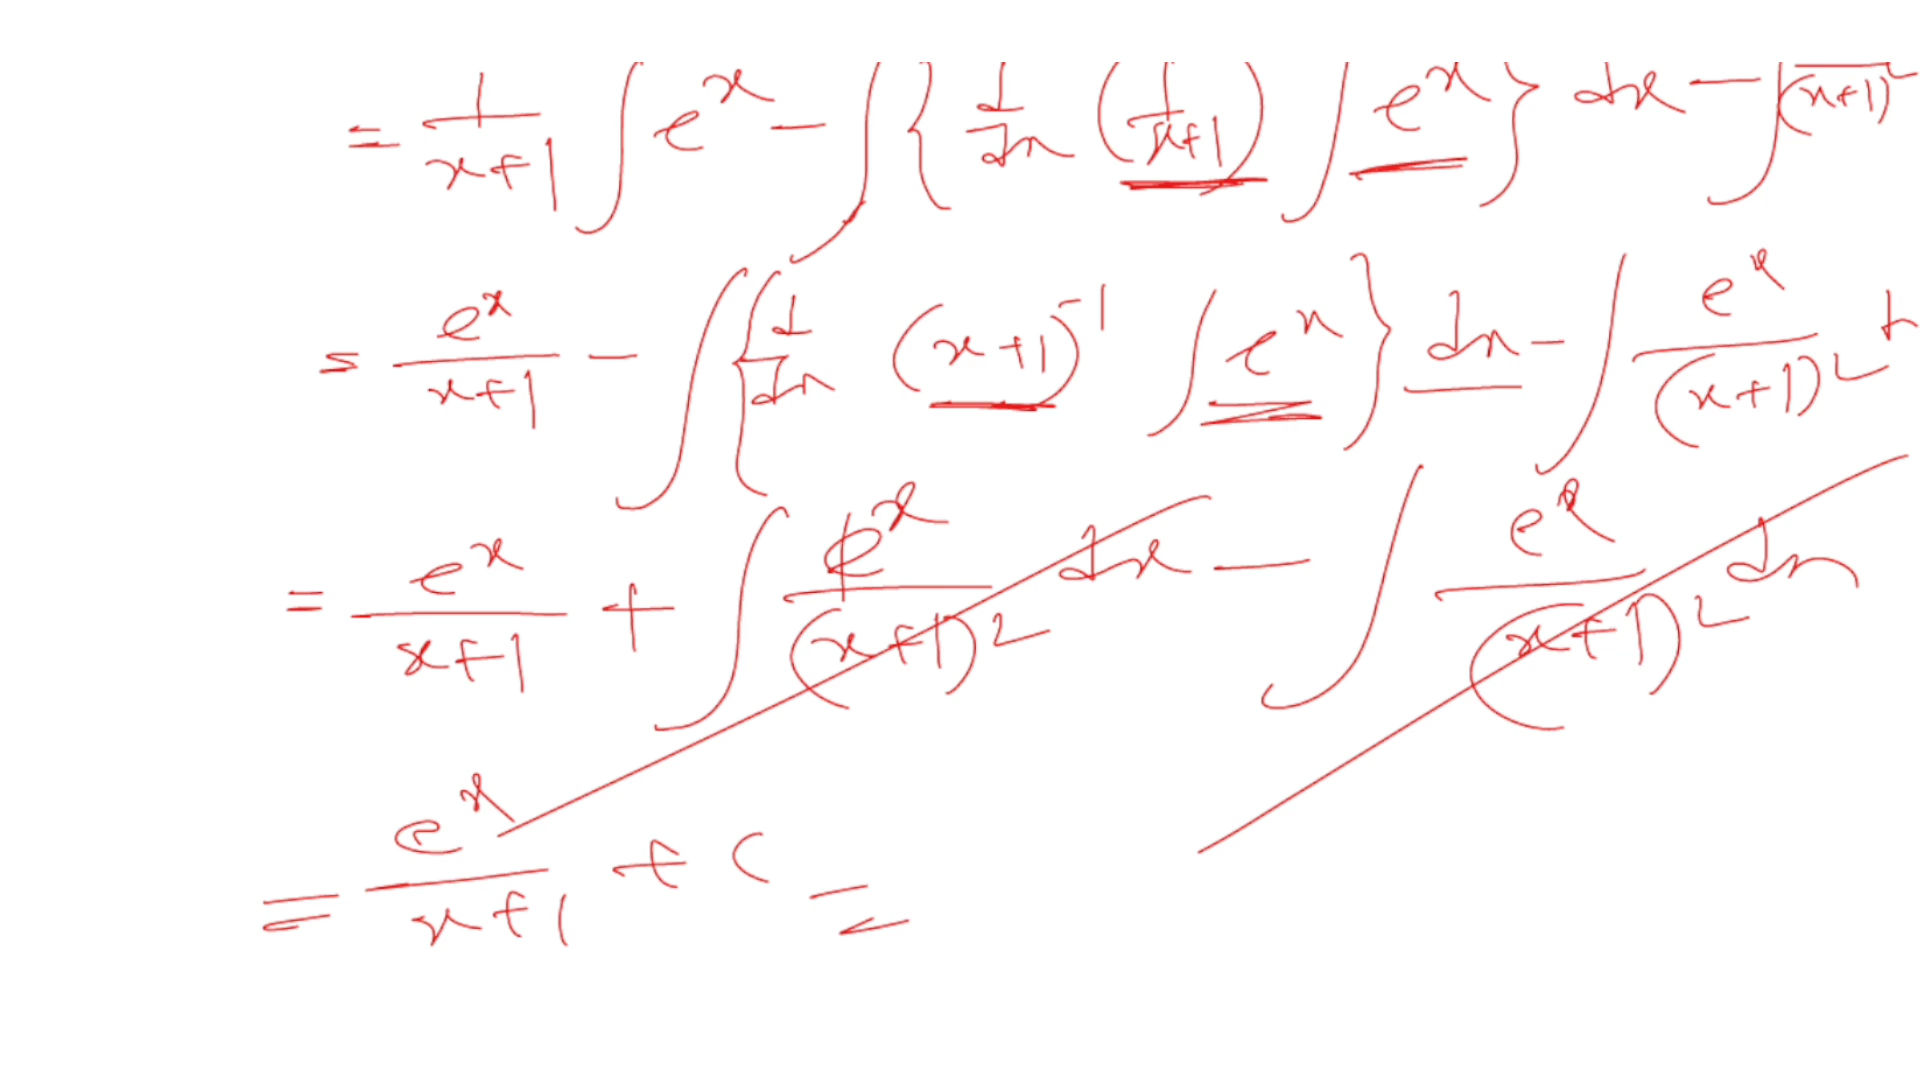 = 1/(x+1) ∫ e^x - ∫ { d/dx (1/(x+1)) ∫ e^x } dx - ∫ /(x+1)^2
= e^x/(x+1) - ∫ { d/dx (x+1)^-1 ∫ e^x } dx - ∫ e^x/(x+1)^2
= e^x/(x+1) + ∫ e^x/(x+1)^2 dx - ∫ e^x/(x+1)^2 dx
= e^x/(x+1) + C =